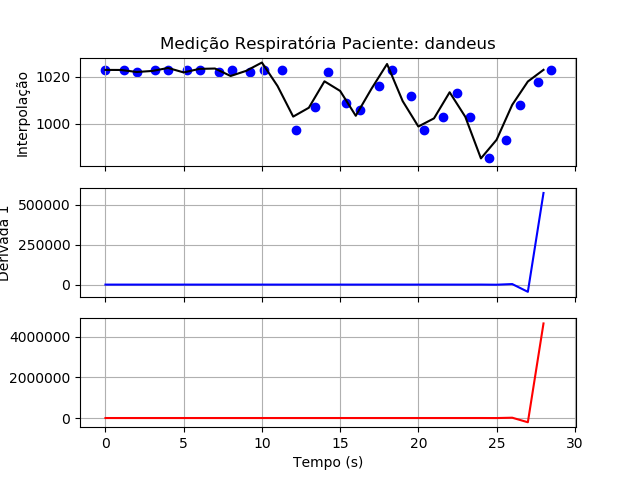 Medição Respiratória Paciente: dandeus
Interpolação
1020
1000
Derivada 1
500000
250000
0
4000000
2000000
0
0 5 10 15 20 25 30
Tempo (s)